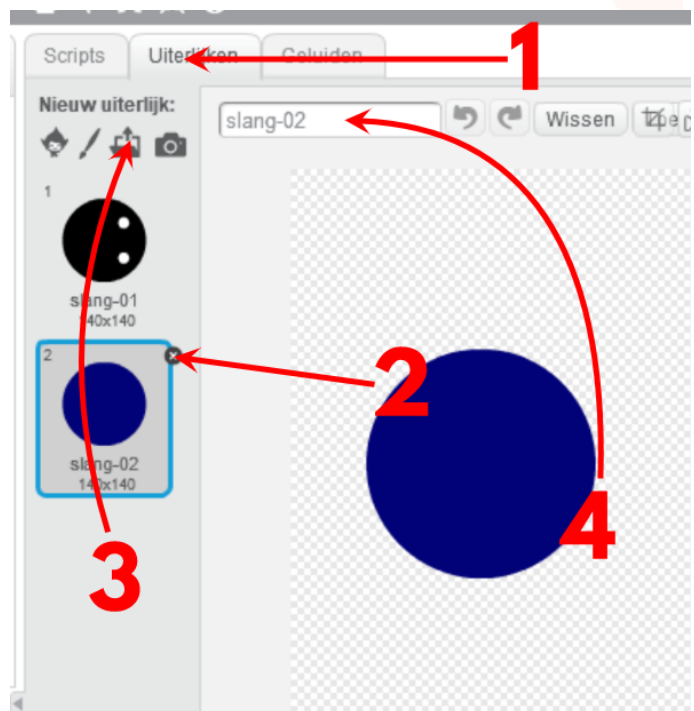 Scripts Uiterlijken Geluiden
1
Nieuw uiterlijk:
slang-02 Wissen
1
slang-01
140x140
2
slang-02
140x140
2
3
4